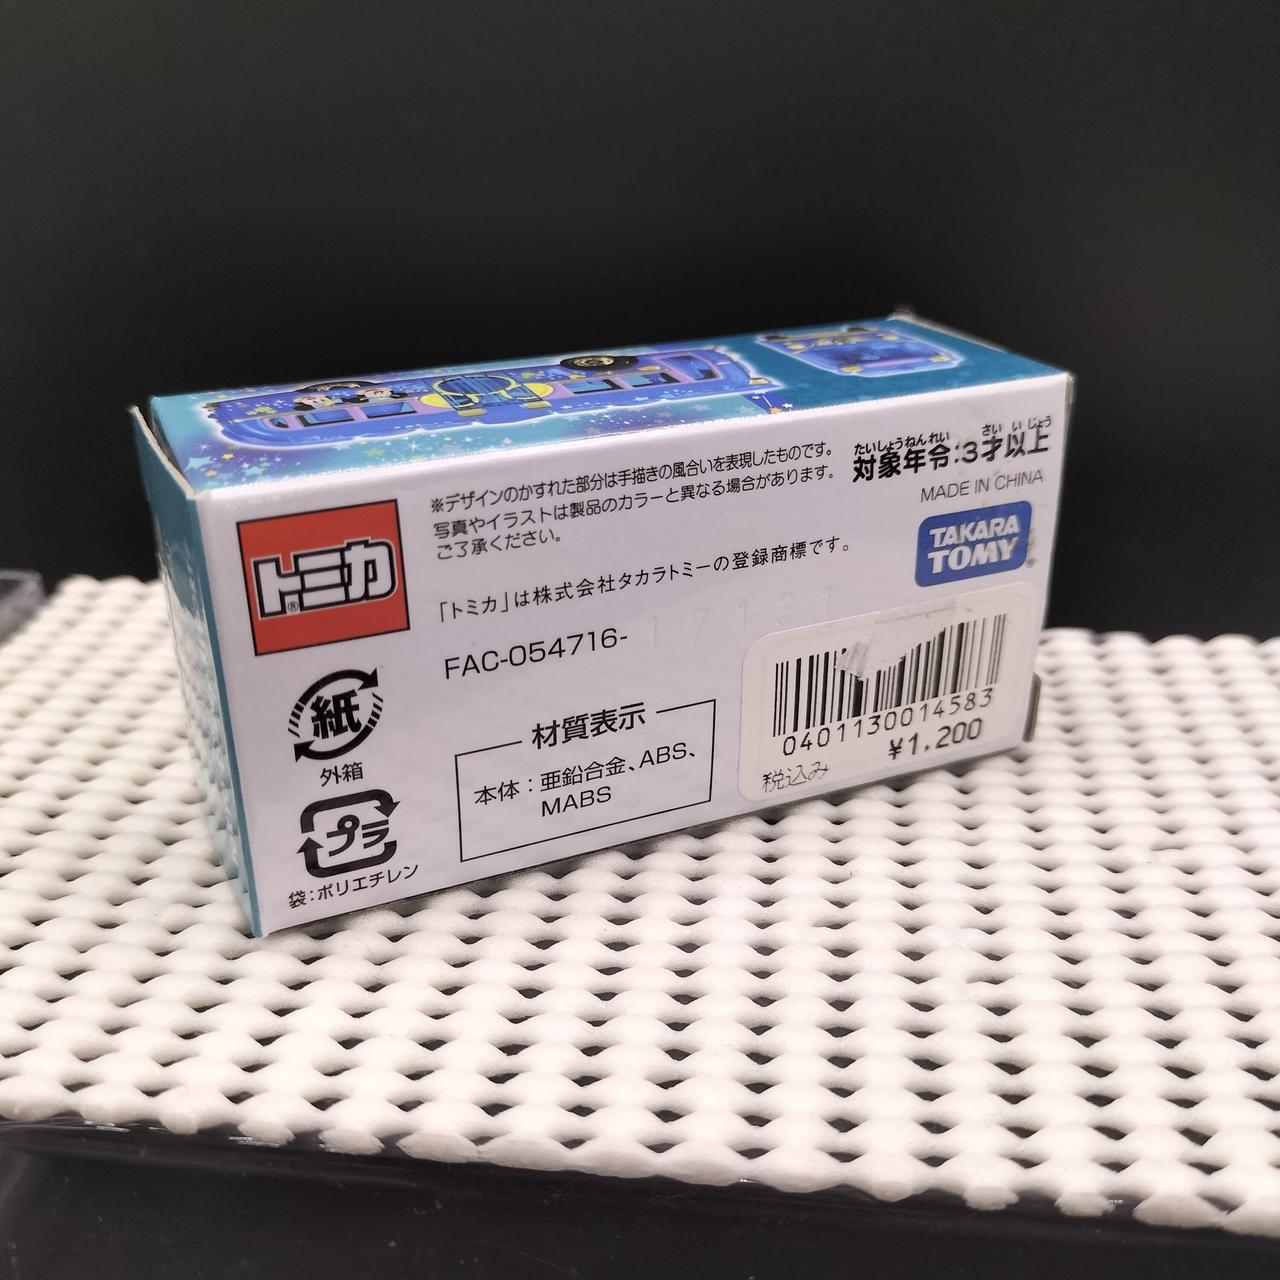 ※デザインのかすれた部分は手描きの風合いを表現したものです。
写真やイラストは製品のカラーと異なる場合があります。
ご了承ください。
たいしょうねんれい さい いじょう
対象年令:3才以上
MADE IN CHINA
TAKARA
TOMY®
トミカ®
「トミカ」は株式会社タカラトミーの登録商標です。
FAC-054716-
17131
紙
外箱
プラ
袋:ポリエチレン
材質表示
本体:亜鉛合金、ABS、
MABS
0401130014583
¥1,200
税込み